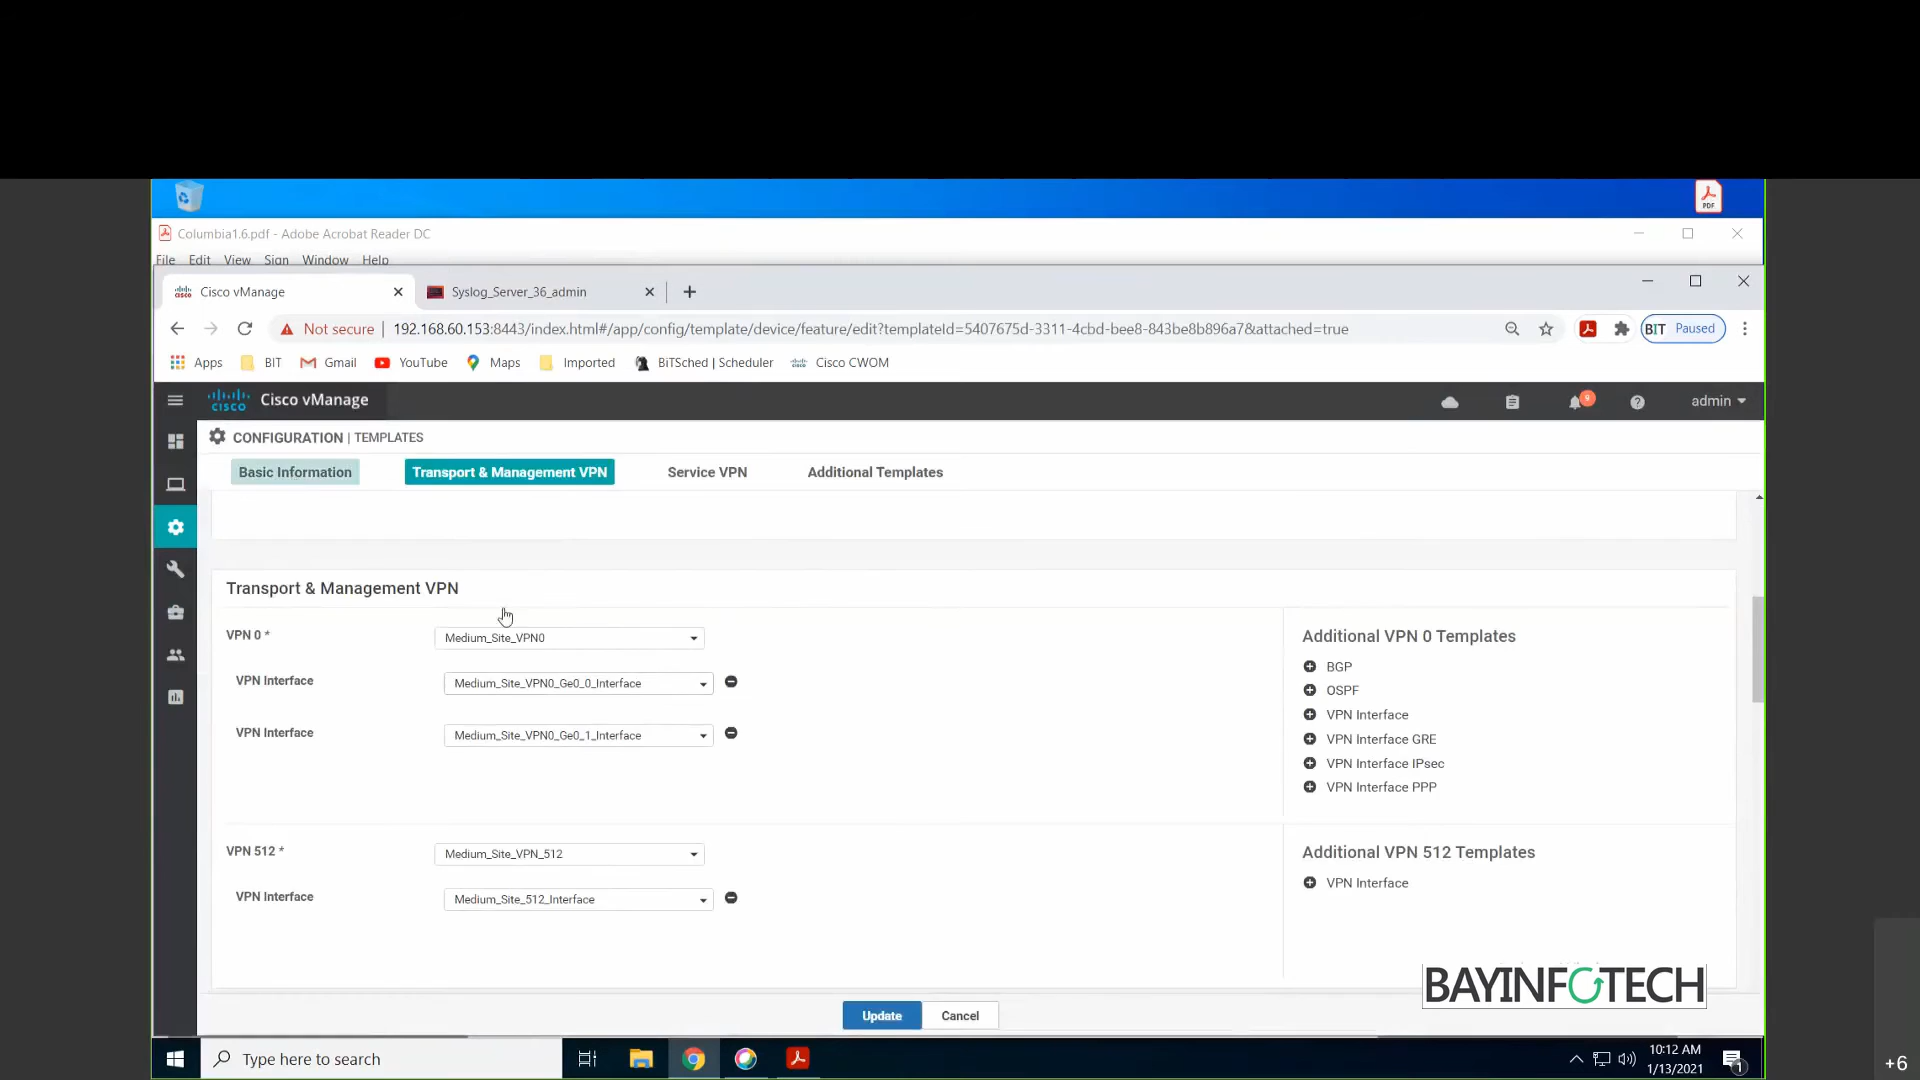 PDF
Columbia1.6.pdf - Adobe Acrobat Reader DC
File Edit View Sign Window Help
Cisco vManage
Syslog_Server_36_admin
Not secure | 192.168.60.153:8443/index.html#/app/config/template/device/feature/edit?templateId=5407675d-3311-4cbd-bee8-843be8b896a7&attached=true
BIT Paused
Apps BIT Gmail YouTube Maps Imported BiTSched | Scheduler Cisco CWOM
CISCO Cisco vManage
9
admin
CONFIGURATION | TEMPLATES
Basic Information Transport & Management VPN Service VPN Additional Templates
Transport & Management VPN
VPN 0 * Medium_Site_VPN0
VPN Interface Medium_Site_VPN0_Ge0_0_Interface
VPN Interface Medium_Site_VPN0_Ge0_1_Interface
Additional VPN 0 Templates
BGP
OSPF
VPN Interface
VPN Interface GRE
VPN Interface IPsec
VPN Interface PPP
VPN 512 * Medium_Site_VPN_512
VPN Interface Medium_Site_512_Interface
Additional VPN 512 Templates
VPN Interface
BAYINFOTECH
Update Cancel
Type here to search
10:12 AM
1/13/2021
1
+6